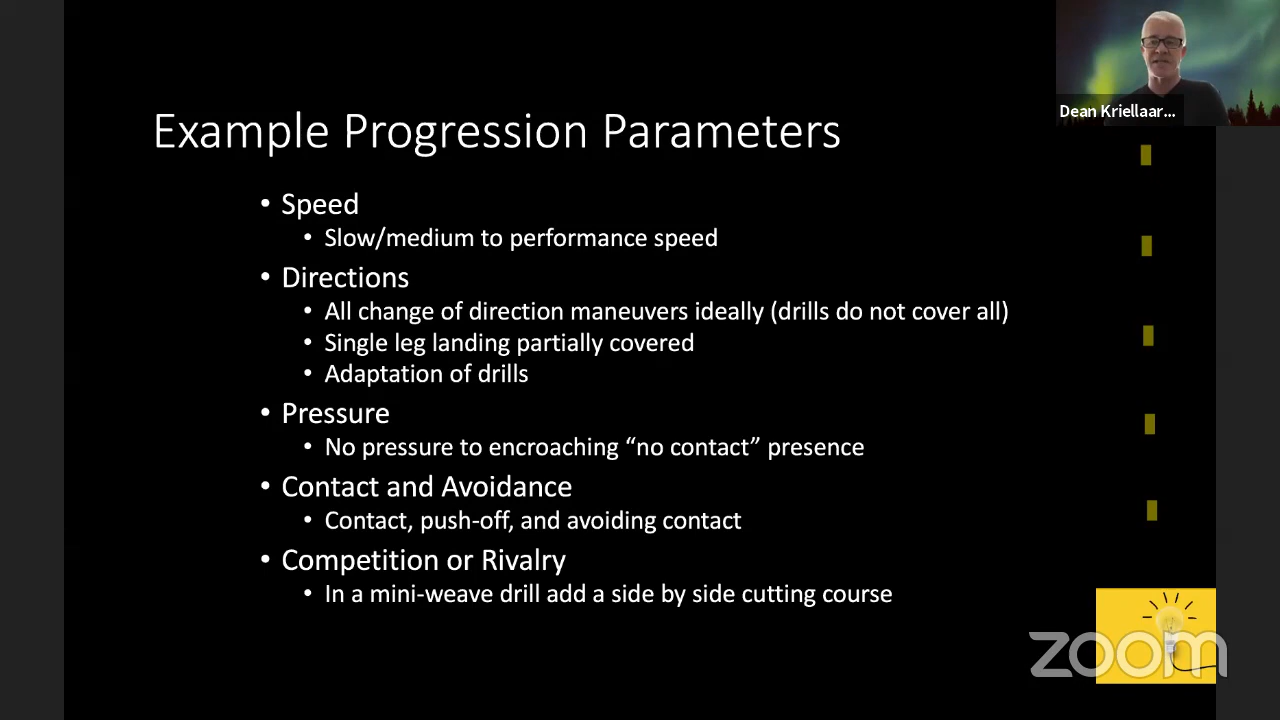 Example Progression Parameters
• Speed
• Slow/medium to performance speed
• Directions
• All change of direction maneuvers ideally (drills do not cover all)
• Single leg landing partially covered
• Adaptation of drills
• Pressure
• No pressure to encroaching “no contact” presence
• Contact and Avoidance
• Contact, push-off, and avoiding contact
• Competition or Rivalry
• In a mini-weave drill add a side by side cutting course
Dean Kriellaar...
zoom